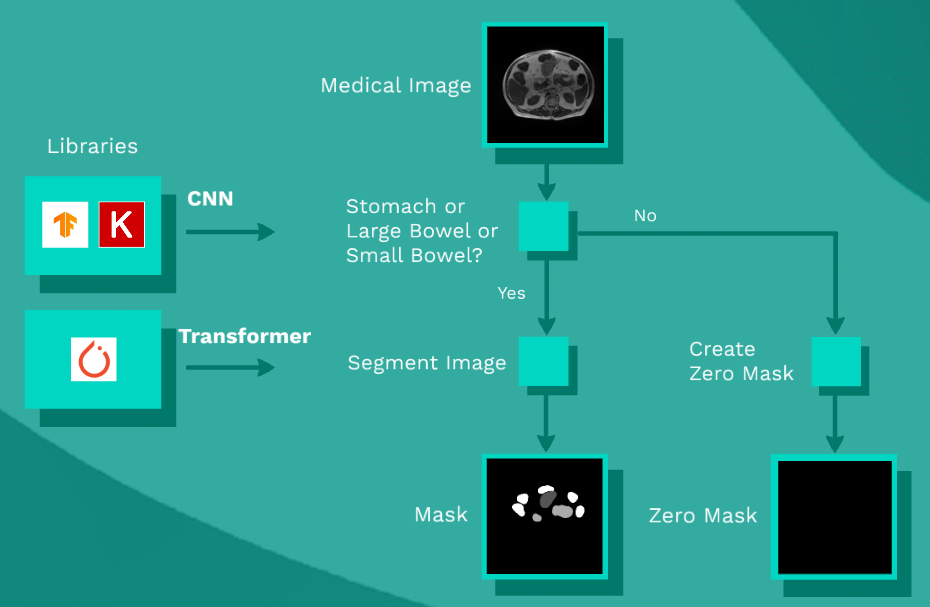 Medical Image
Libraries
CNN
K
Stomach or
Large Bowel or
Small Bowel?
No
Yes
Transformer
Segment Image
Create
Zero Mask
Mask
Zero Mask